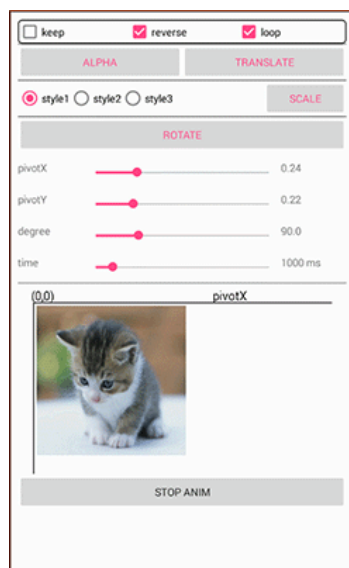 keep reverse loop
ALPHA TRANSLATE
style1 style2 style3 SCALE
ROTATE
pivotX 0.24
pivotY 0.22
degree 90.0
time 1000 ms
(0,0) pivotX
STOP ANIM